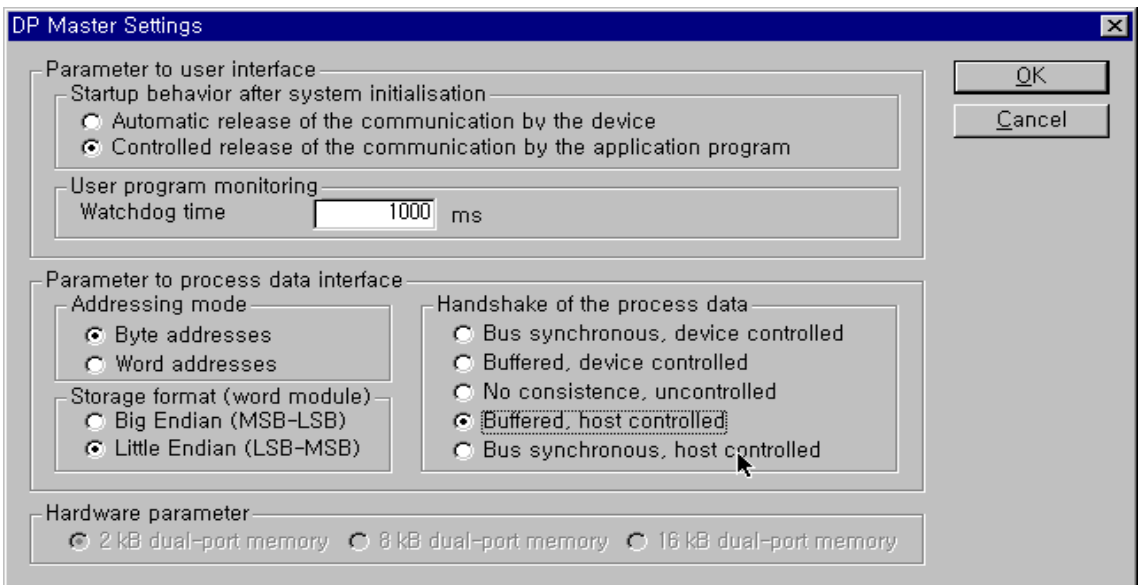 DP Master Settings
Parameter to user interface
Startup behavior after system initialisation
Automatic release of the communication by the device
Controlled release of the communication by the application program
User program monitoring
Watchdog time 1000 ms
OK
Cancel
Parameter to process data interface
Addressing mode
Byte addresses
Word addresses
Storage format (word module)
Big Endian (MSB-LSB)
Little Endian (LSB-MSB)
Handshake of the process data
Bus synchronous, device controlled
Buffered, device controlled
No consistence, uncontrolled
Buffered, host controlled
Bus synchronous, host controlled
Hardware parameter
2 kB dual-port memory 8 kB dual-port memory 16 kB dual-port memory